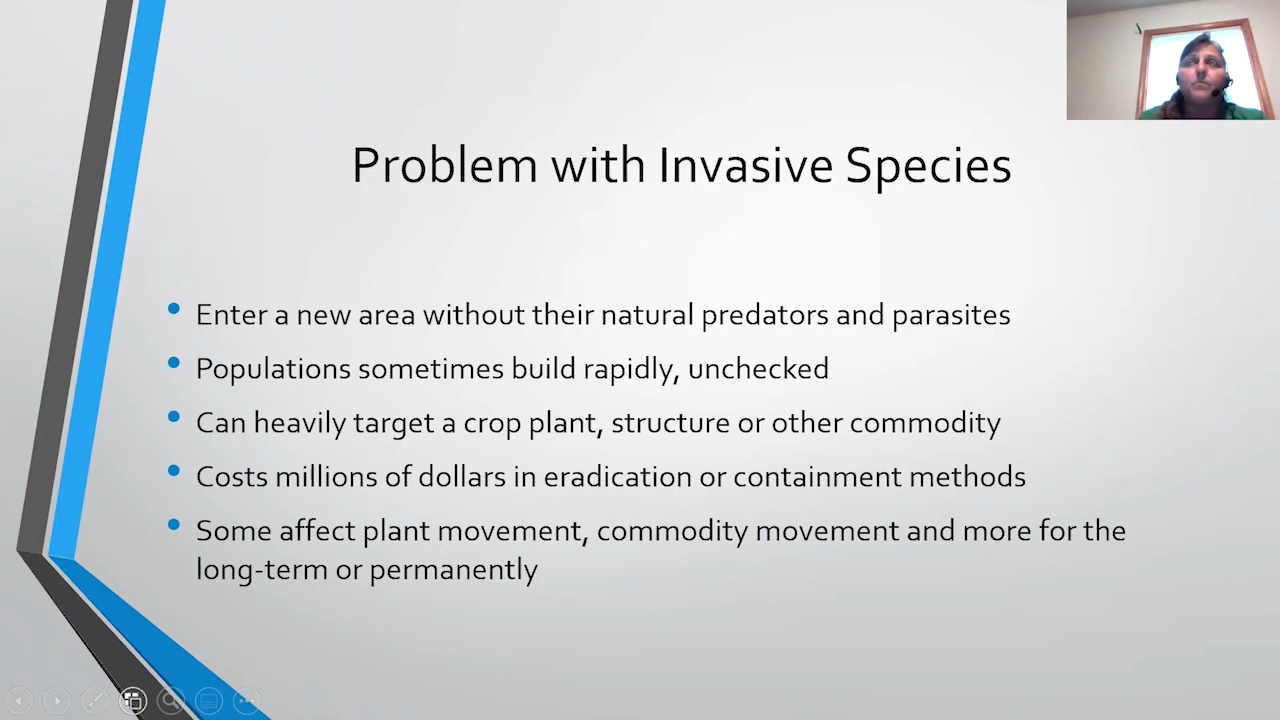 Problem with Invasive Species
• Enter a new area without their natural predators and parasites
• Populations sometimes build rapidly, unchecked
• Can heavily target a crop plant, structure or other commodity
• Costs millions of dollars in eradication or containment methods
• Some affect plant movement, commodity movement and more for the
long-term or permanently